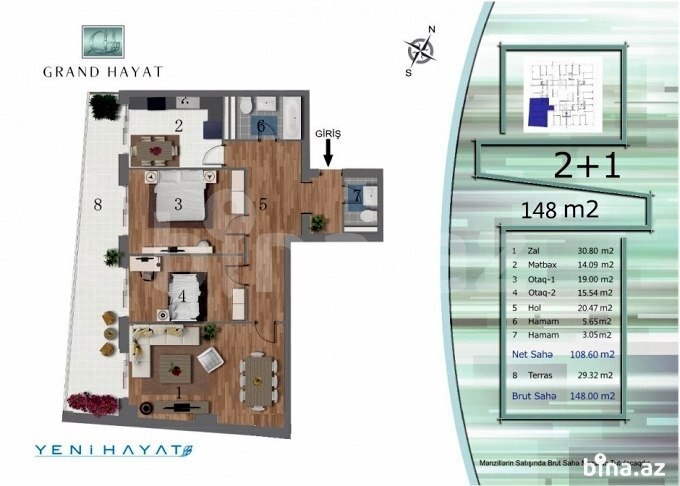 GRAND HAYAT
N
S
GİRİŞ
1
2
3
4
5
6
7
8
YENİHAYAT
2+1
148 m2
1 Zal 30.80 m2
2 Mətbəx 14.09 m2
3 Otaq-1 19.00 m2
4 Otaq-2 15.54 m2
5 Hol 20.47 m2
6 Hamam 5.65 m2
7 Hamam 3.05 m2
Net Sahə 108.60 m2
8 Terras 29.32 m2
Brut Sahə 148.00 m2
Mənzillərin Satışında Brut Sahə
bina.az